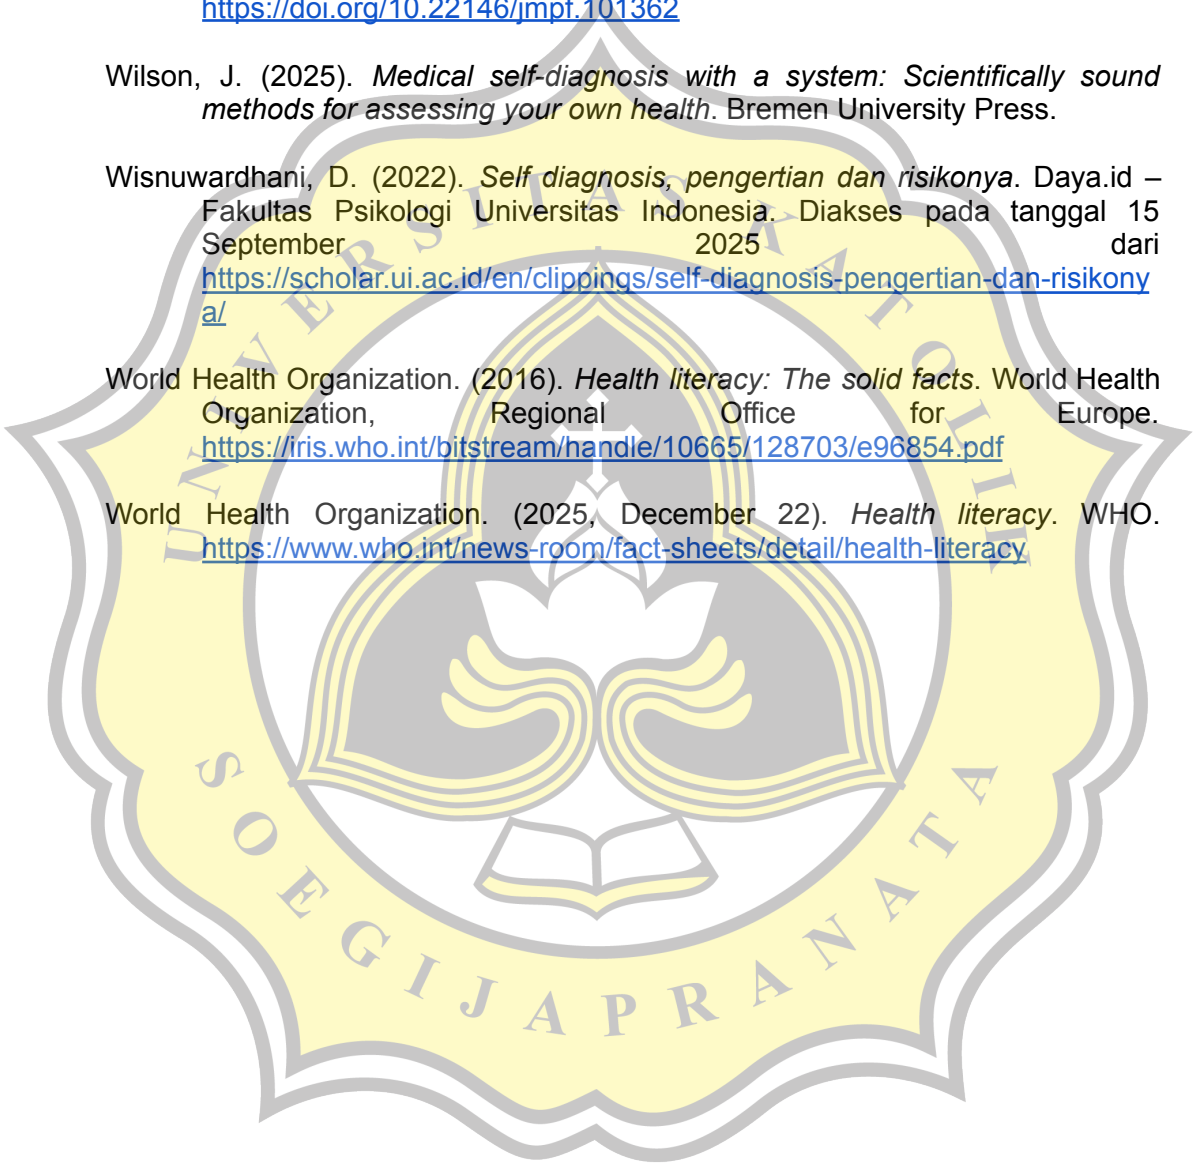 https://doi.org/10.22146/jmpf.101362
Wilson, J. (2025). Medical self-diagnosis with a system: Scientifically sound
methods for assessing your own health. Bremen University Press.
Wisnuwardhani, D. (2022). Self diagnosis, pengertian dan risikonya. Daya.id –
Fakultas Psikologi Universitas Indonesia. Diakses pada tanggal 15
September 2025 dari
https://scholar.ui.ac.id/en/clippings/self-diagnosis-pengertian-dan-risikony
a/
World Health Organization. (2016). Health literacy: The solid facts. World Health
Organization, Regional Office for Europe.
https://iris.who.int/bitstream/handle/10665/128703/e96854.pdf
World Health Organization. (2025, December 22). Health literacy. WHO.
https://www.who.int/news-room/fact-sheets/detail/health-literacy
UNIVERSITAS KATOLIK
SOEGIJAPRANATA